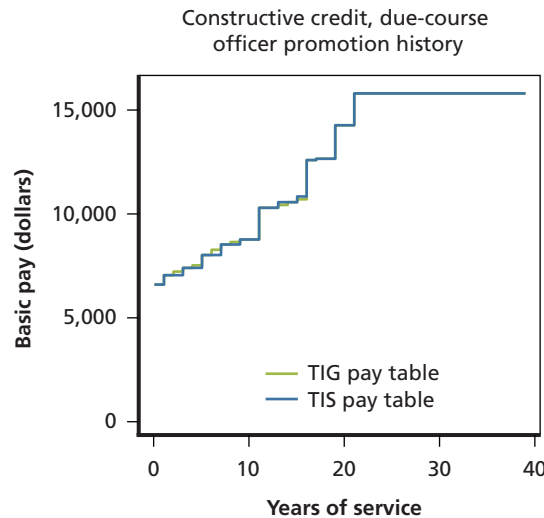 Constructive credit, due-course
officer promotion history
Basic pay (dollars)
15,000
10,000
5,000
0
TIG pay table
TIS pay table
0 10 20 30 40
Years of service